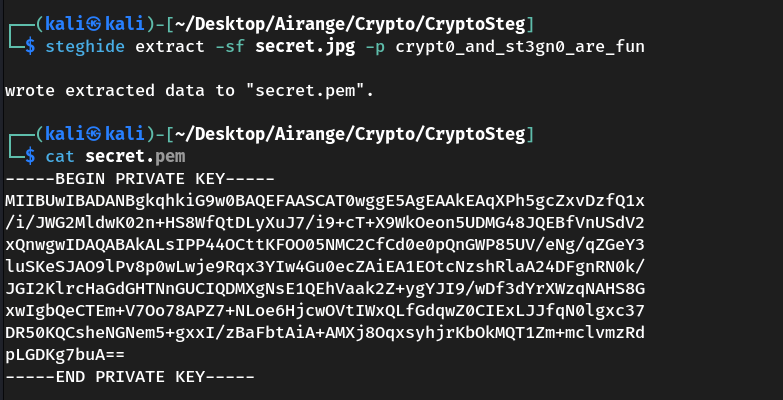 ┌──(kali㉿kali)-[~/Desktop/Airange/Crypto/CryptoSteg]
└─$ steghide extract -sf secret.jpg -p crypt0_and_st3gn0_are_fun
wrote extracted data to "secret.pem".
┌──(kali㉿kali)-[~/Desktop/Airange/Crypto/CryptoSteg]
└─$ cat secret.pem
-----BEGIN PRIVATE KEY-----
MIIBUwIBADANBgkqhkiG9w0BAQEFAASCAT0wggE5AgEAAkEAqXPh5gcZxvDzfQ1x
/i/JWG2MldwK02n+HS8WfQtDLyXuJ7/i9+cT+X9WkOeon5UDMG48JQEBfVnUSdV2
xQnwgwIDAQABAkALsIPP44OCttKFOO05NMC2CfCd0e0pQnGWP85UV/eNg/qZGeY3
luSKeSJAO9lPv8p0wLwje9Rqx3YIw4Gu0ecZAiEA1EOtcNzshRlaA24DFgnRN0k/
JGI2KlrcHaGdGHTNnGUCIQDMXgNsE1QEhVaak2Z+ygYJI9/wDf3dYrXWzqNAHS8G
xwIgbQeCTEm+V7Oo78APZ7+NLoe6HjcwOVtIWxQLfGdqwZ0CIExLJJfqN0lgxc37
DR50KQCsheNGNem5+gxxI/zBaFbtAiA+AMXj8OqxsyhjrKbOkMQT1Zm+mclvmzRd
pLGDKg7buA==
-----END PRIVATE KEY-----